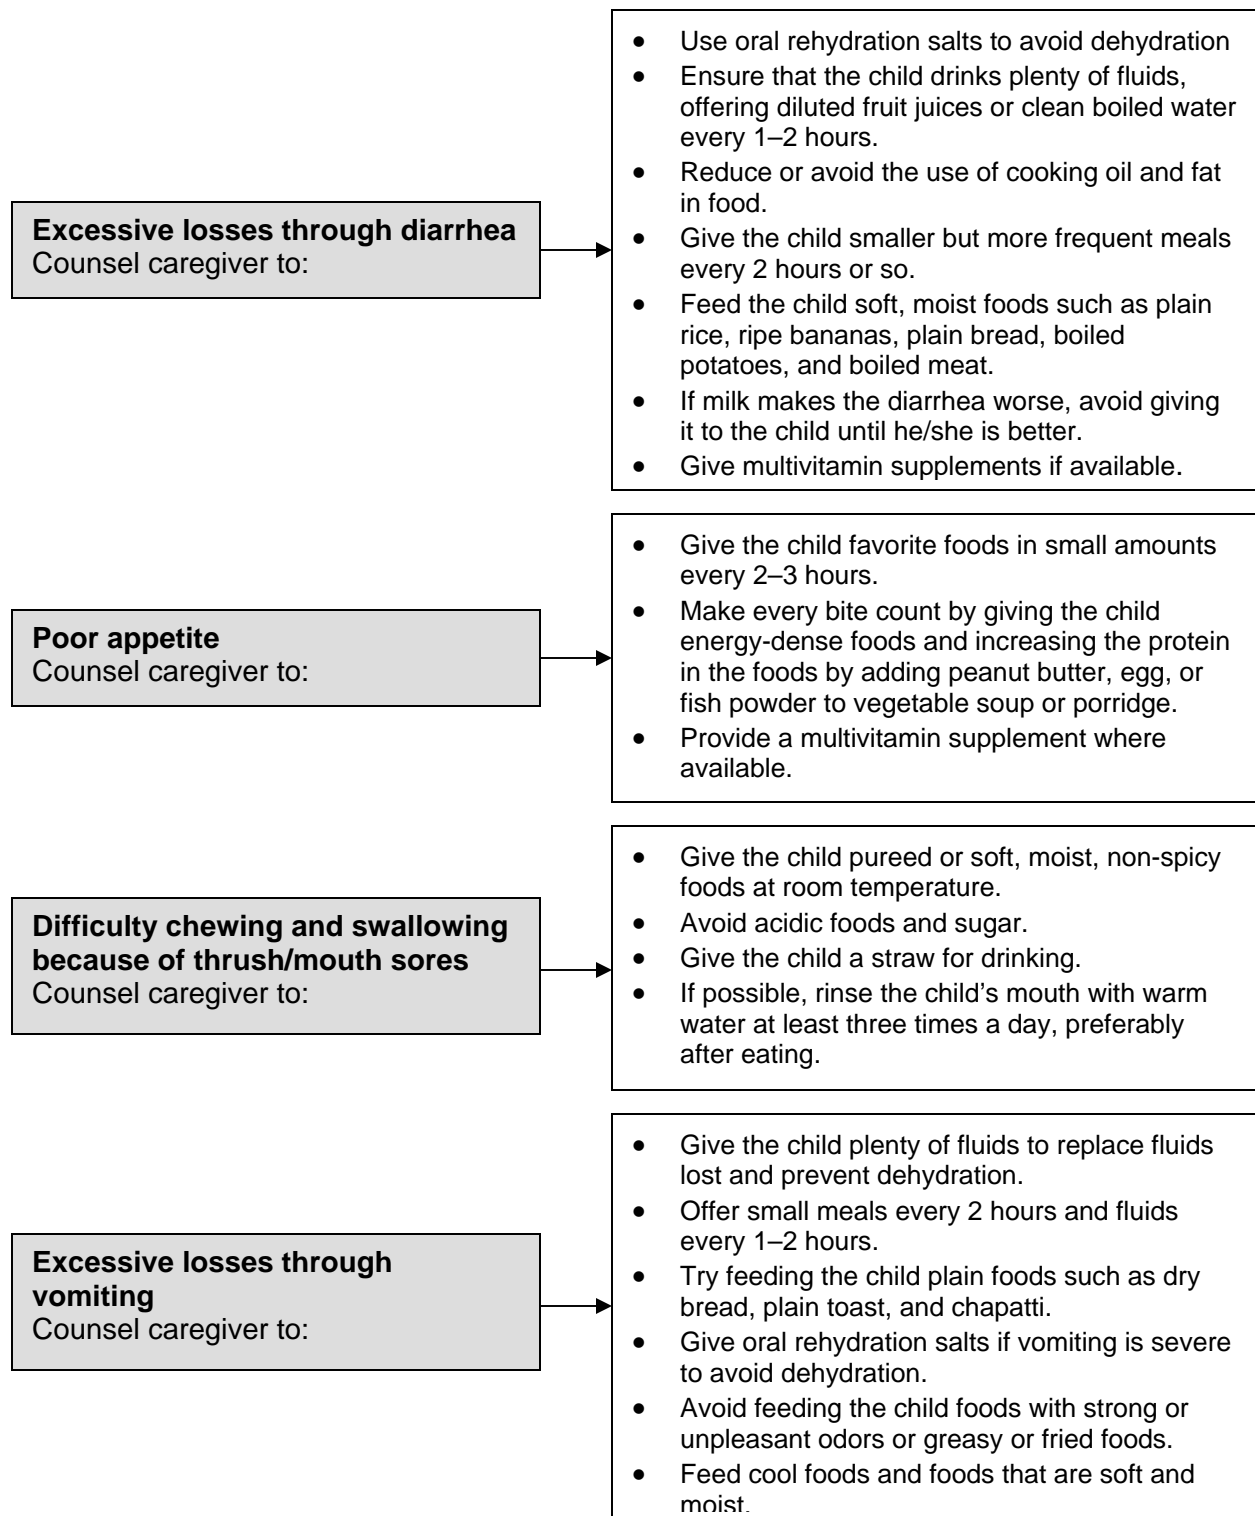 Excessive losses through diarrhea
Counsel caregiver to:
• Use oral rehydration salts to avoid dehydration
• Ensure that the child drinks plenty of fluids,
offering diluted fruit juices or clean boiled water
every 1–2 hours.
• Reduce or avoid the use of cooking oil and fat
in food.
• Give the child smaller but more frequent meals
every 2 hours or so.
• Feed the child soft, moist foods such as plain
rice, ripe bananas, plain bread, boiled
potatoes, and boiled meat.
• If milk makes the diarrhea worse, avoid giving
it to the child until he/she is better.
• Give multivitamin supplements if available.
Poor appetite
Counsel caregiver to:
• Give the child favorite foods in small amounts
every 2–3 hours.
• Make every bite count by giving the child
energy-dense foods and increasing the protein
in the foods by adding peanut butter, egg, or
fish powder to vegetable soup or porridge.
• Provide a multivitamin supplement where
available.
Difficulty chewing and swallowing
because of thrush/mouth sores
Counsel caregiver to:
• Give the child pureed or soft, moist, non-spicy
foods at room temperature.
• Avoid acidic foods and sugar.
• Give the child a straw for drinking.
• If possible, rinse the child’s mouth with warm
water at least three times a day, preferably
after eating.
Excessive losses through
vomiting
Counsel caregiver to:
• Give the child plenty of fluids to replace fluids
lost and prevent dehydration.
• Offer small meals every 2 hours and fluids
every 1–2 hours.
• Try feeding the child plain foods such as dry
bread, plain toast, and chapatti.
• Give oral rehydration salts if vomiting is severe
to avoid dehydration.
• Avoid feeding the child foods with strong or
unpleasant odors or greasy or fried foods.
• Feed cool foods and foods that are soft and
moist.